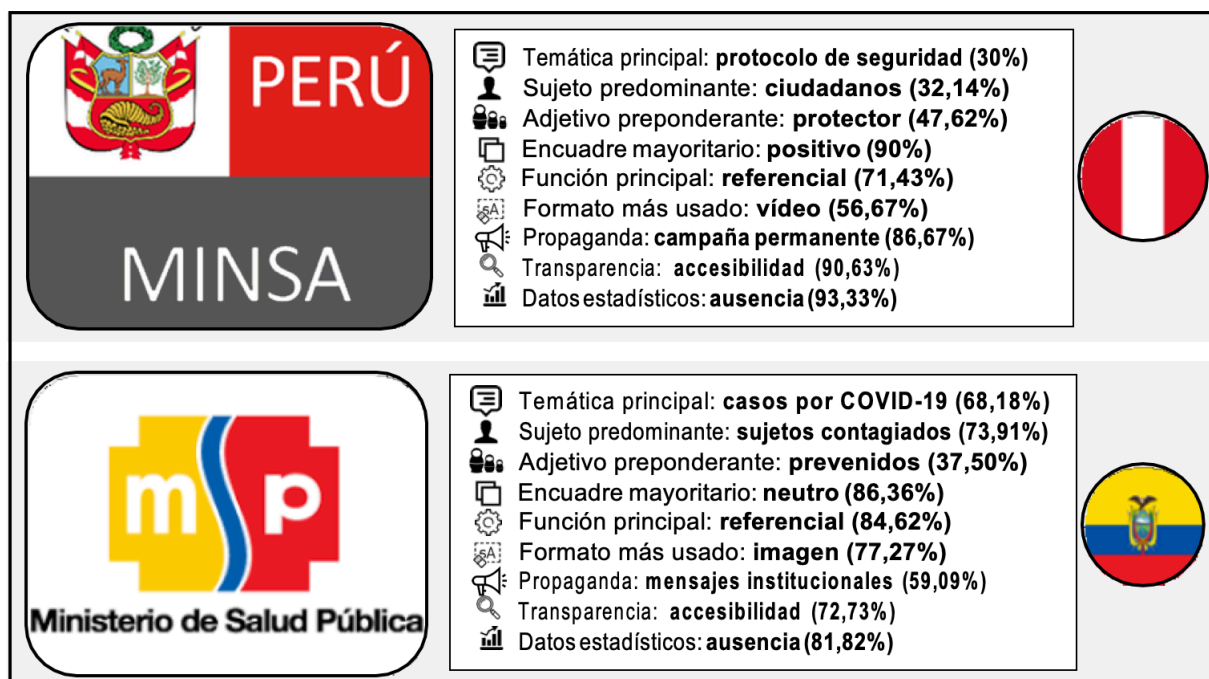 PERÚ
MINSA
Temática principal: protocolo de seguridad (30%)
Sujeto predominante: ciudadanos (32,14%)
Adjetivo preponderante: protector (47,62%)
Encuadre mayoritario: positivo (90%)
Función principal: referencial (71,43%)
Formato más usado: vídeo (56,67%)
Propaganda: campaña permanente (86,67%)
Transparencia: accesibilidad (90,63%)
Datos estadísticos: ausencia (93,33%)
msp
Ministerio de Salud Pública
Temática principal: casos por COVID-19 (68,18%)
Sujeto predominante: sujetos contagiados (73,91%)
Adjetivo preponderante: prevenidos (37,50%)
Encuadre mayoritario: neutro (86,36%)
Función principal: referencial (84,62%)
Formato más usado: imagen (77,27%)
Propaganda: mensajes institucionales (59,09%)
Transparencia: accesibilidad (72,73%)
Datos estadísticos: ausencia (81,82%)